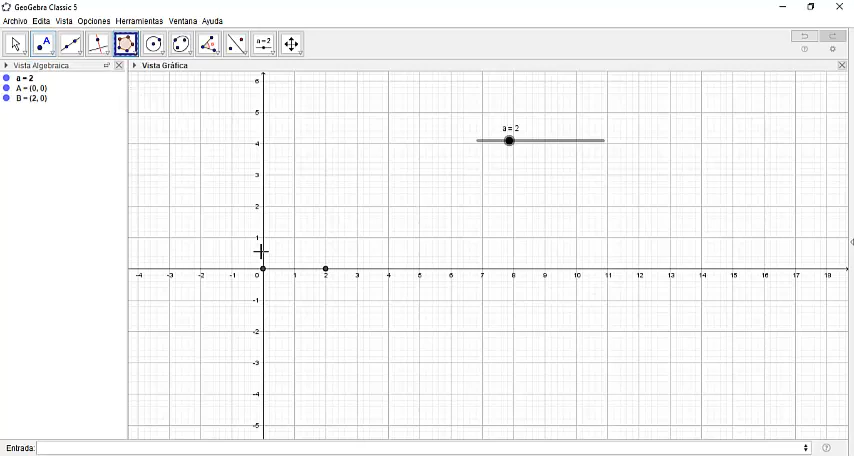 GeoGebra Classic 5
Archivo Edita Vista Opciones Herramientas Ventana Ayuda
A
a=2
Vista Algebraica
Vista Gráfica
a = 2
A = (0, 0)
B = (2, 0)
a = 2
6
5
4
3
2
1
-4 -3 -2 -1 0 1 2 3 4 5 6 7 8 9 10 11 12 13 14 15 16 17 18
-1
-2
-3
-4
-5
Entrada: